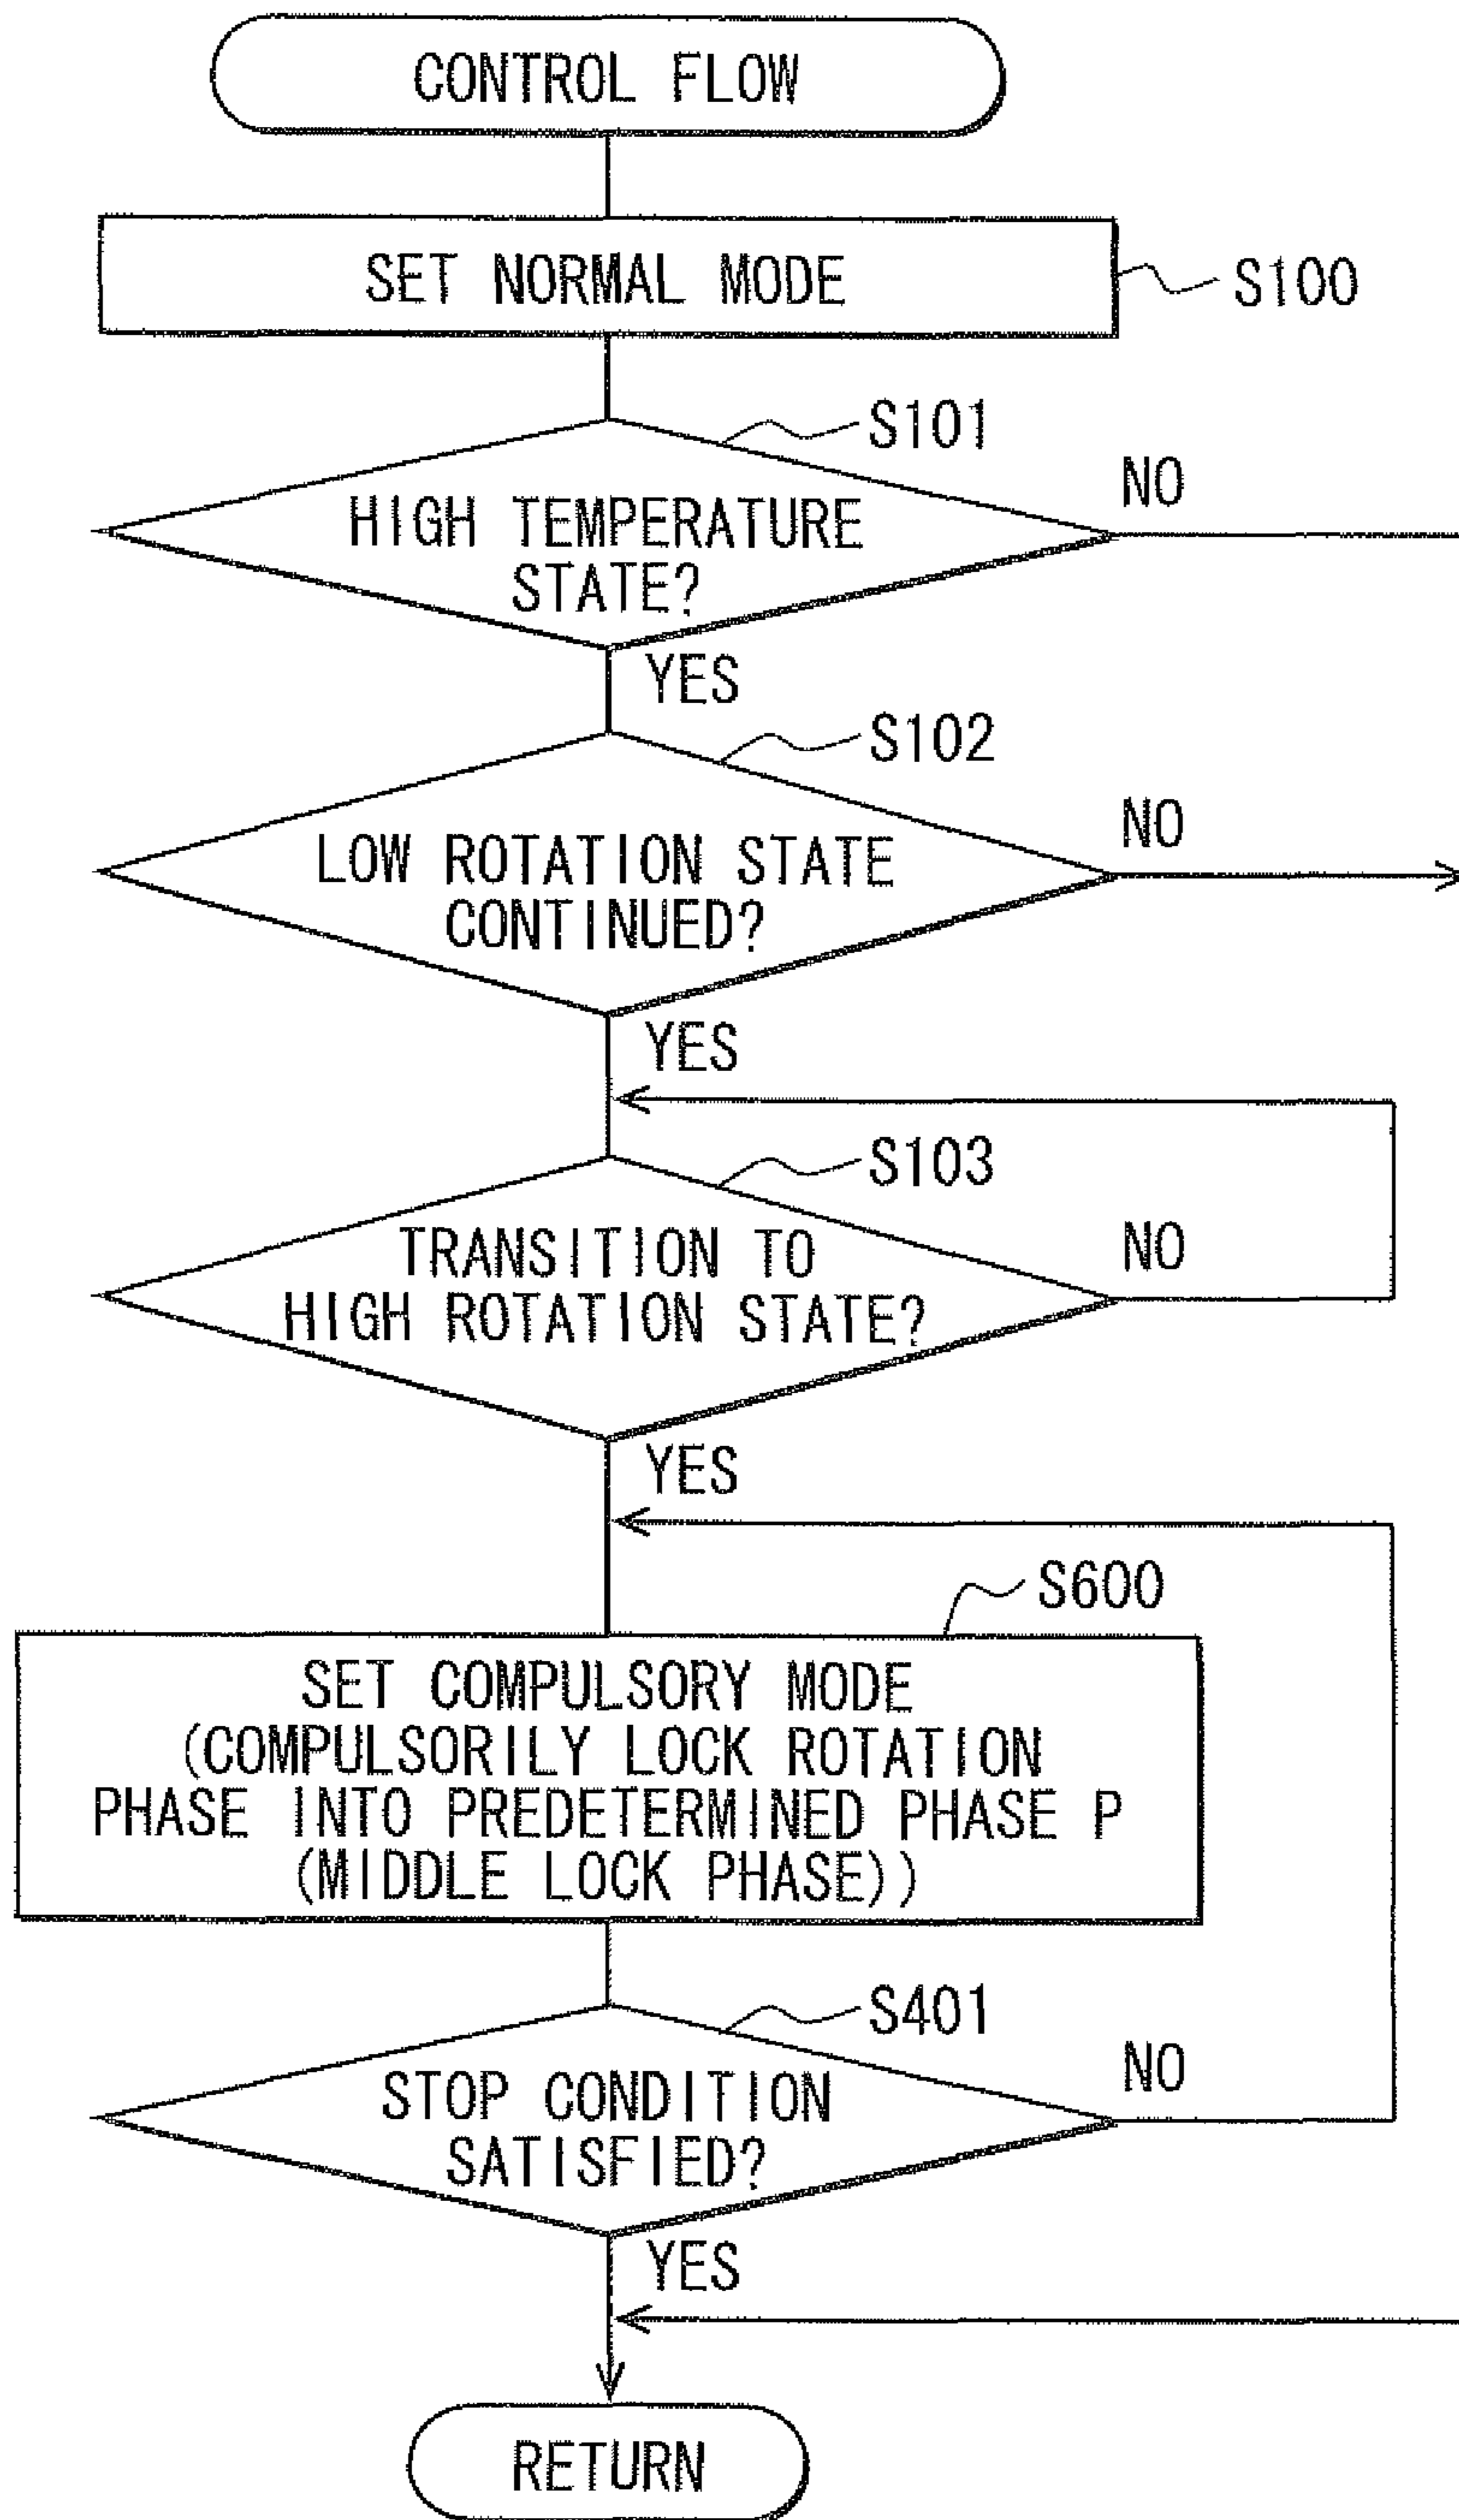 CONTROL FLOW
SET NORMAL MODE
S100
S101
HIGH TEMPERATURE
STATE?
NO
YES
S102
LOW ROTATION STATE
CONTINUED?
NO
YES
S103
TRANSITION TO
HIGH ROTATION STATE?
NO
YES
S600
SET COMPULSORY MODE
(COMPULSORILY LOCK ROTATION
PHASE INTO PREDETERMINED PHASE P
(MIDDLE LOCK PHASE))
S401
STOP CONDITION
SATISFIED?
NO
YES
RETURN